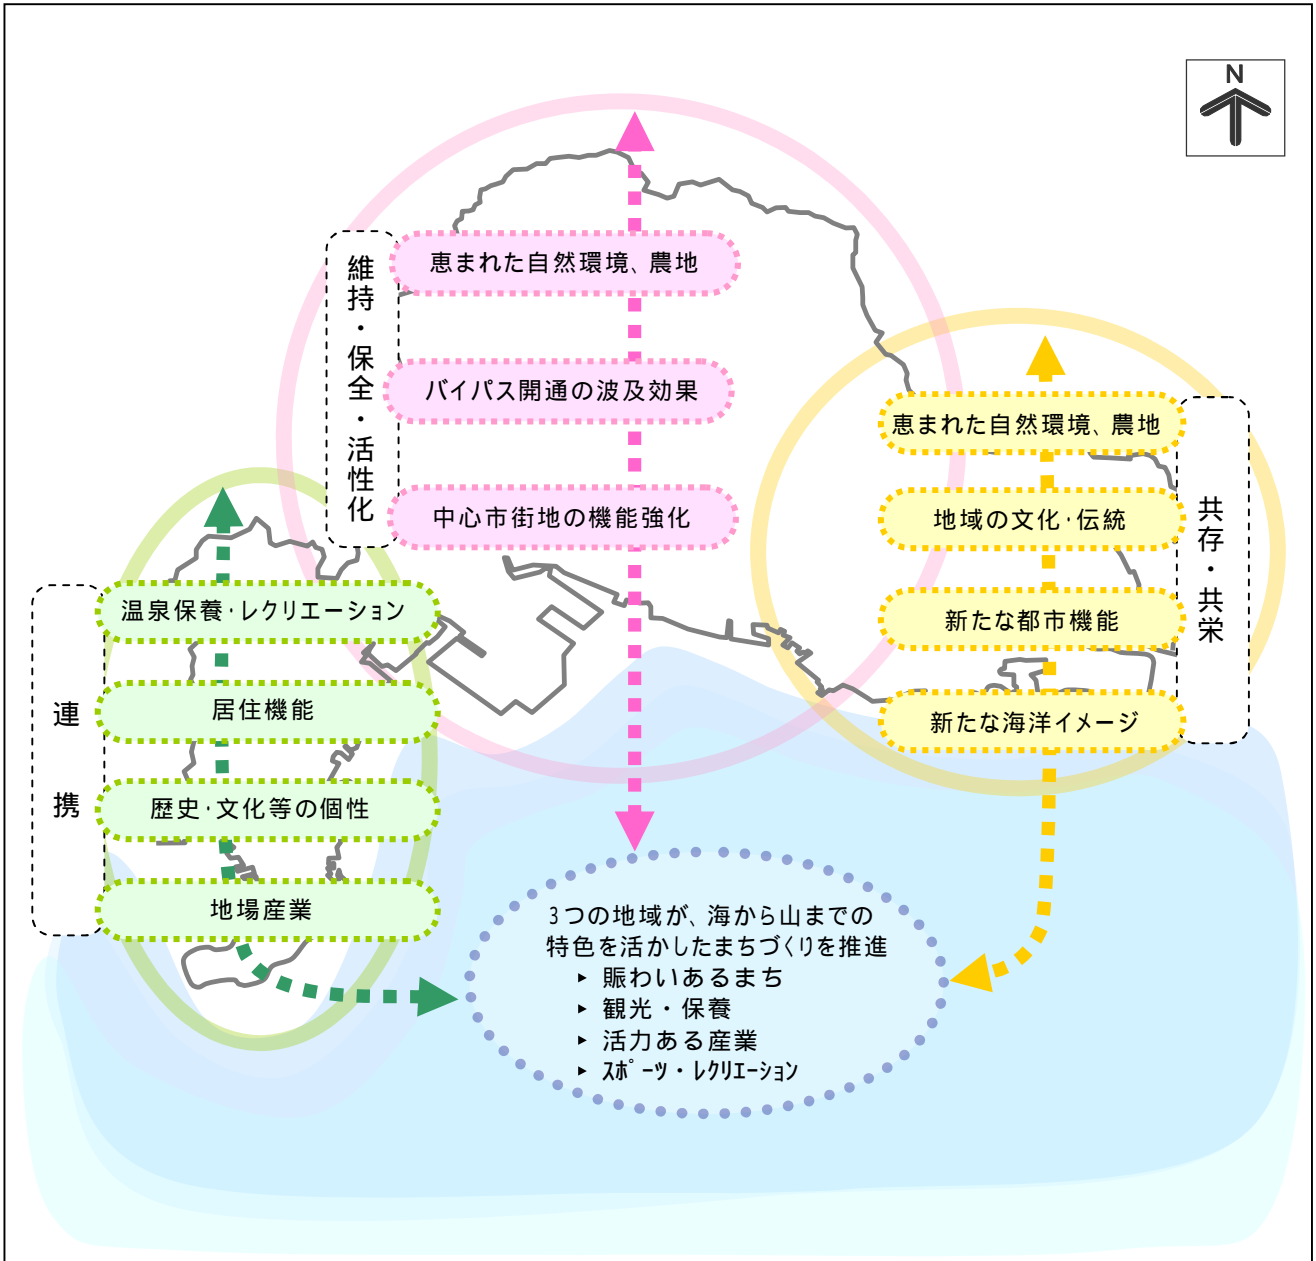 N
維持・保全・活性化
恵まれた自然環境、農地
バイパス開通の波及効果
中心市街地の機能強化
恵まれた自然環境、農地
地域の文化・伝統
新たな都市機能
新たな海洋イメージ
共存・共栄
連携
温泉保養・レクリエーション
居住機能
歴史・文化等の個性
地場産業
3つの地域が、海から山までの
特色を活かしたまちづくりを推進
▶ 賑わいあるまち
▶ 観光・保養
▶ 活力ある産業
▶ ｽﾎﾟｰﾂ・ﾚｸﾘｴｰｼｮﾝ